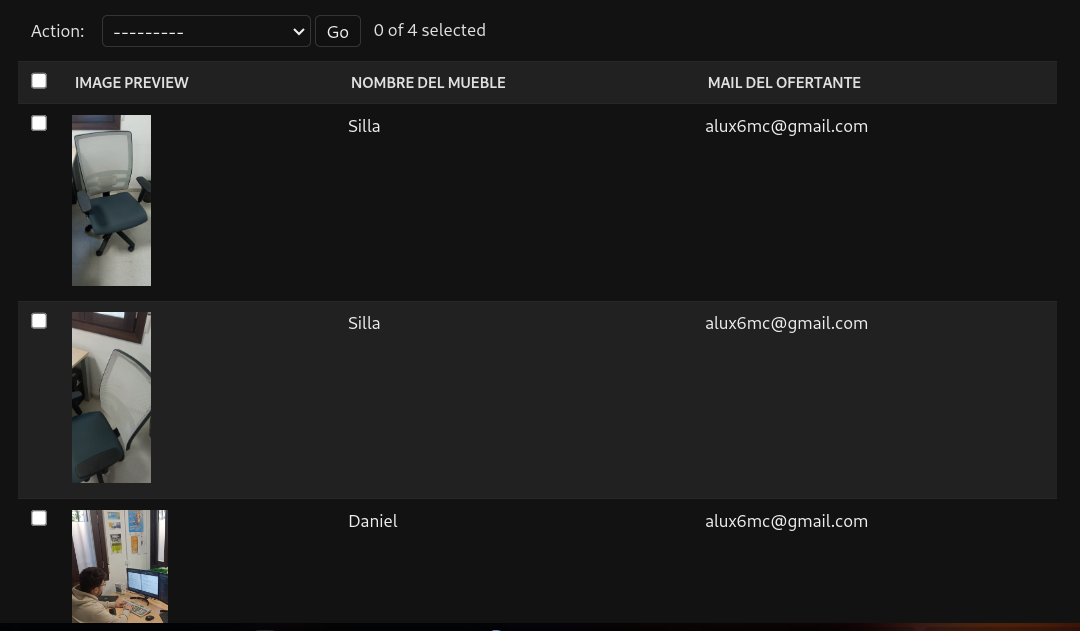 Action: --------- Go 0 of 4 selected
IMAGE PREVIEW NOMBRE DEL MUEBLE MAIL DEL OFERTANTE
Silla alux6mc@gmail.com
Silla alux6mc@gmail.com
Daniel alux6mc@gmail.com